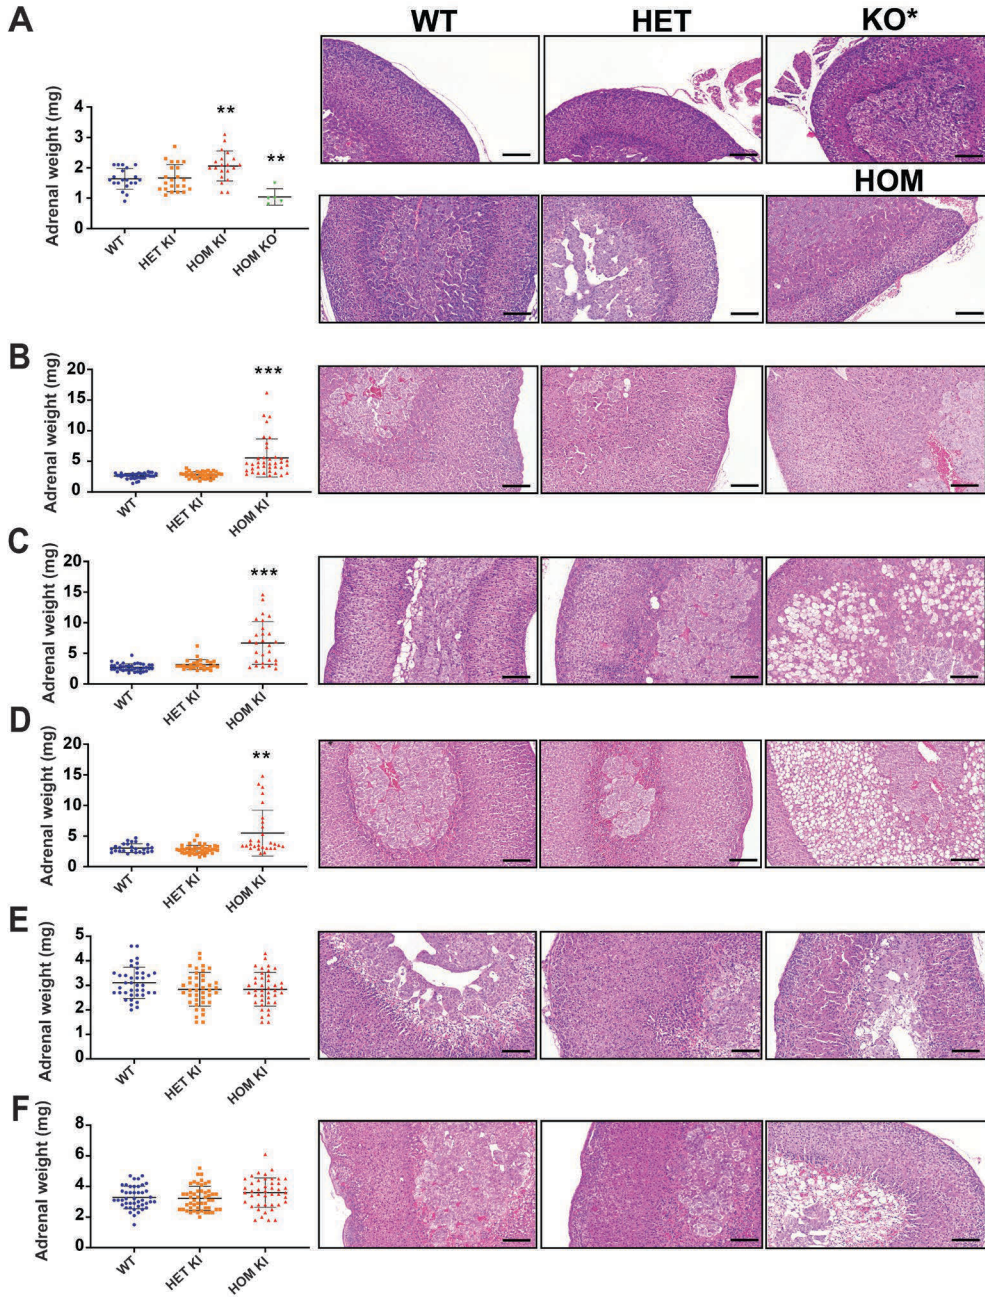 A
WT HET KO*
HOM
Adrenal weight (mg)
4
3
2
1
0
** **
WT HET KI HOM KI HOM KO
B
Adrenal weight (mg)
20
15
10
5
0
***
WT HET KI HOM KI
C
Adrenal weight (mg)
20
15
10
5
0
***
WT HET KI HOM KI
D
Adrenal weight (mg)
20
15
10
5
0
**
WT HET KI HOM KI
E
Adrenal weight (mg)
5
4
3
2
1
0
WT HET KI HOM KI
F
Adrenal weight (mg)
8
6
4
2
0
WT HET KI HOM KI